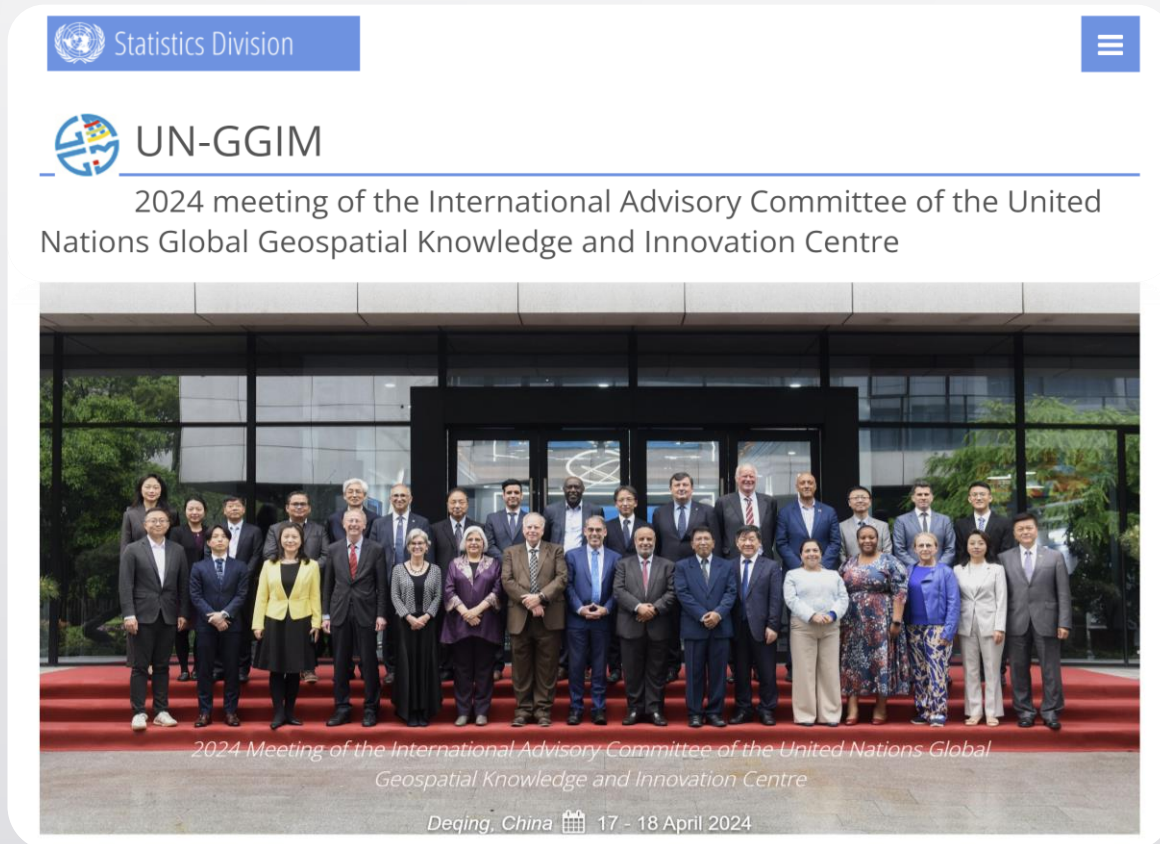 Statistics Division
UN-GGIM
2024 meeting of the International Advisory Committee of the United
Nations Global Geospatial Knowledge and Innovation Centre
2024 Meeting of the International Advisory Committee of the United Nations Global
Geospatial Knowledge and Innovation Centre
Deqing, China 17 - 18 April 2024